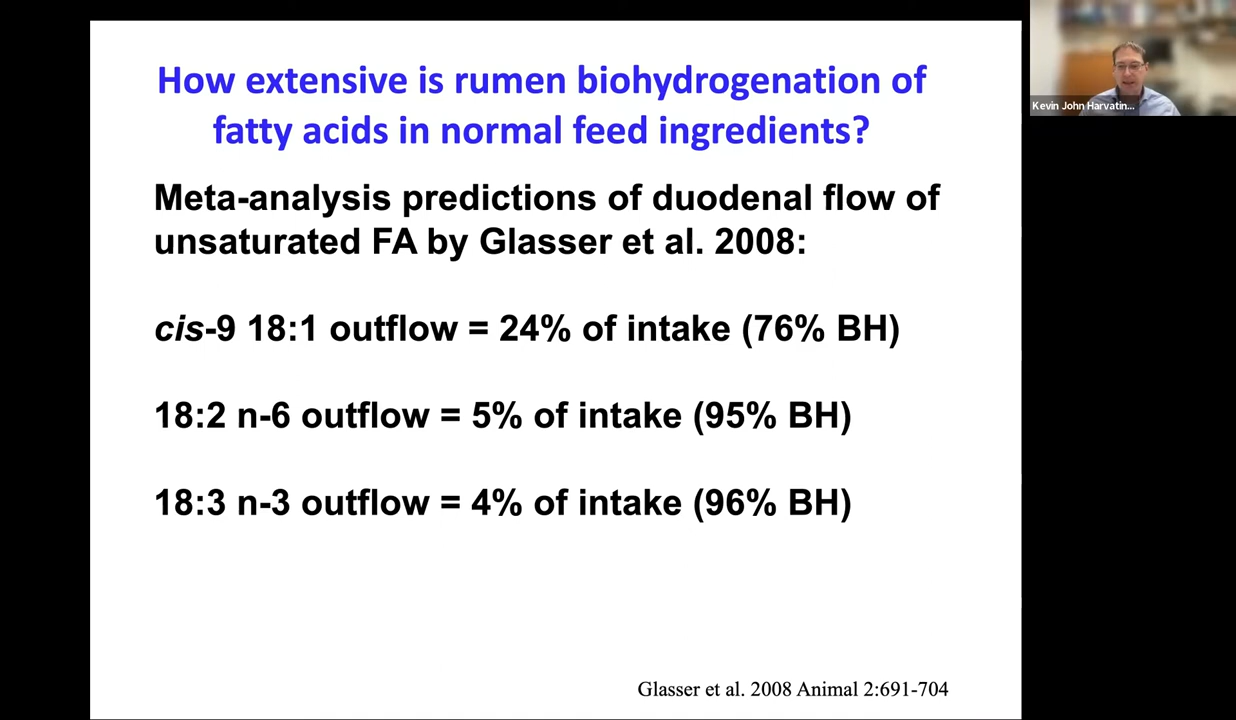 How extensive is rumen biohydrogenation of
fatty acids in normal feed ingredients?
Meta-analysis predictions of duodenal flow of
unsaturated FA by Glasser et al. 2008:
cis-9 18:1 outflow = 24% of intake (76% BH)
18:2 n-6 outflow = 5% of intake (95% BH)
18:3 n-3 outflow = 4% of intake (96% BH)
Glasser et al. 2008 Animal 2:691-704
Kevin John Harvatin...